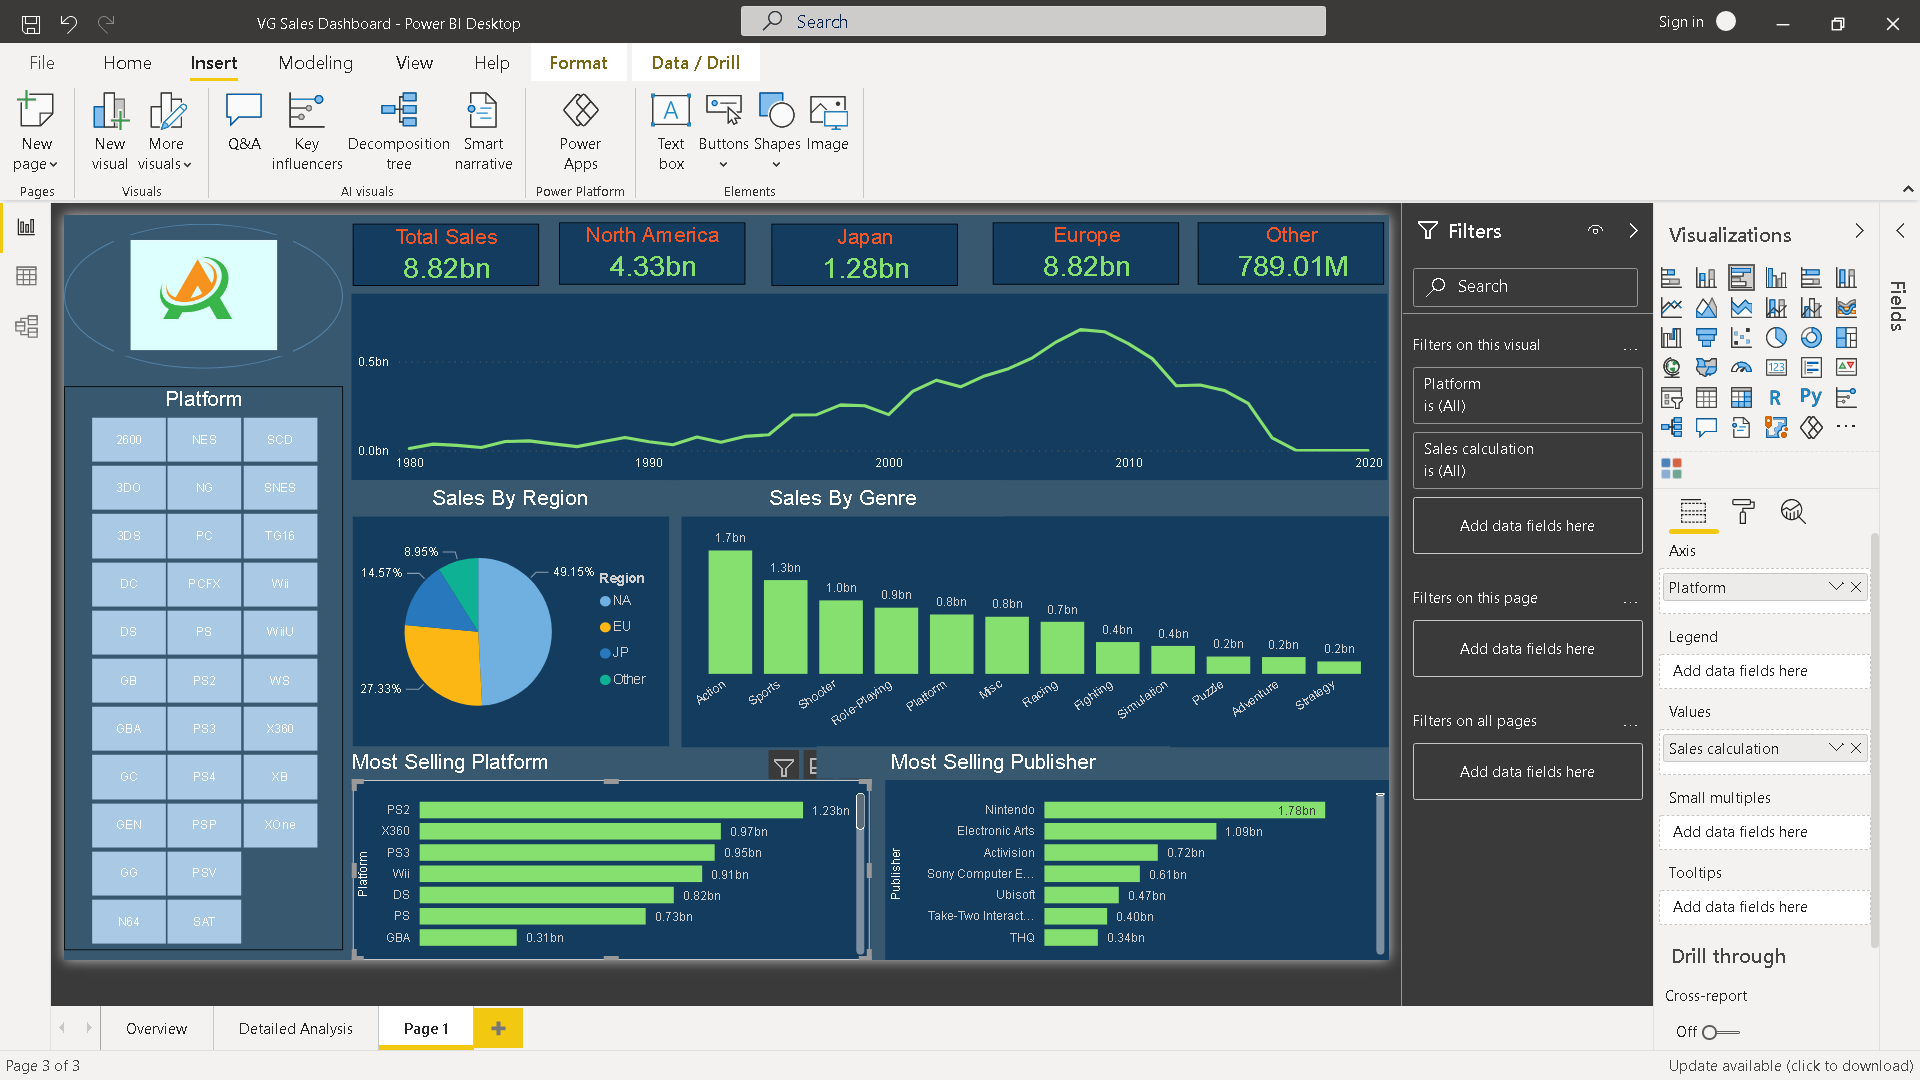 VG Sales Dashboard - Power BI Desktop
Search
Sign in
File Home Insert Modeling View Help Format Data / Drill
New page
New visual
More visuals
Q&A
Key influencers
Decomposition tree
Smart narrative
Power Apps
Text box
Buttons
Shapes
Image
Pages
Visuals
AI visuals
Power Platform
Elements
Total Sales
8.82bn
North America
4.33bn
Japan
1.28bn
Europe
8.82bn
Other
789.01M
Platform
2600 NES SCD
3DO NG SNES
3DS PC TG16
DC PCFX Wii
DS PS WiiU
GB PS2 WS
GBA PS3 X360
GC PS4 XB
GEN PSP XOne
GG PSV
N64 SAT
0.5bn
0.0bn
1980 1990 2000 2010 2020
Sales By Region
8.95%
14.57%
49.15%
27.33%
Region
NA
EU
JP
Other
Sales By Genre
1.7bn 1.3bn 1.0bn 0.9bn 0.8bn 0.8bn 0.7bn 0.4bn 0.4bn 0.2bn 0.2bn 0.2bn
Action Sports Shooter Role-Playing Platform Misc Racing Fighting Simulation Puzzle Adventure Strategy
Most Selling Platform
Platform
PS2 1.23bn
X360 0.97bn
PS3 0.95bn
Wii 0.91bn
DS 0.82bn
PS 0.73bn
GBA 0.31bn
Most Selling Publisher
Publisher
Nintendo 1.78bn
Electronic Arts 1.09bn
Activision 0.72bn
Sony Computer E... 0.61bn
Ubisoft 0.47bn
Take-Two Interact... 0.40bn
THQ 0.34bn
Filters
Search
Filters on this visual ...
Platform
is (All)
Sales calculation
is (All)
Add data fields here
Filters on this page ...
Add data fields here
Filters on all pages ...
Add data fields here
Visualizations
123
R Py
...
Axis
Platform
Legend
Add data fields here
Values
Sales calculation
Small multiples
Add data fields here
Tooltips
Add data fields here
Drill through
Cross-report
Off
Fields
Overview
Detailed Analysis
Page 1
Page 3 of 3
Update available (click to download)